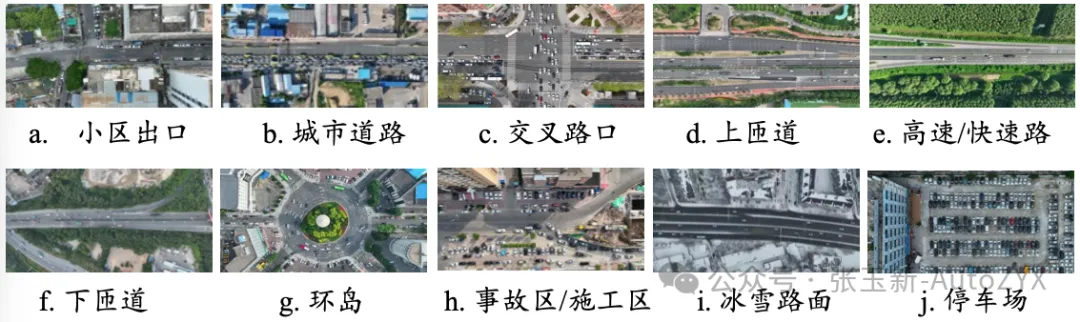 a. 小区出口
b. 城市道路
c. 交叉路口
d. 上匝道
e. 高速/快速路
f. 下匝道
g. 环岛
h. 事故区/施工区
i. 冰雪路面
j. 停车场
公众号：张玉新-AutoZYX